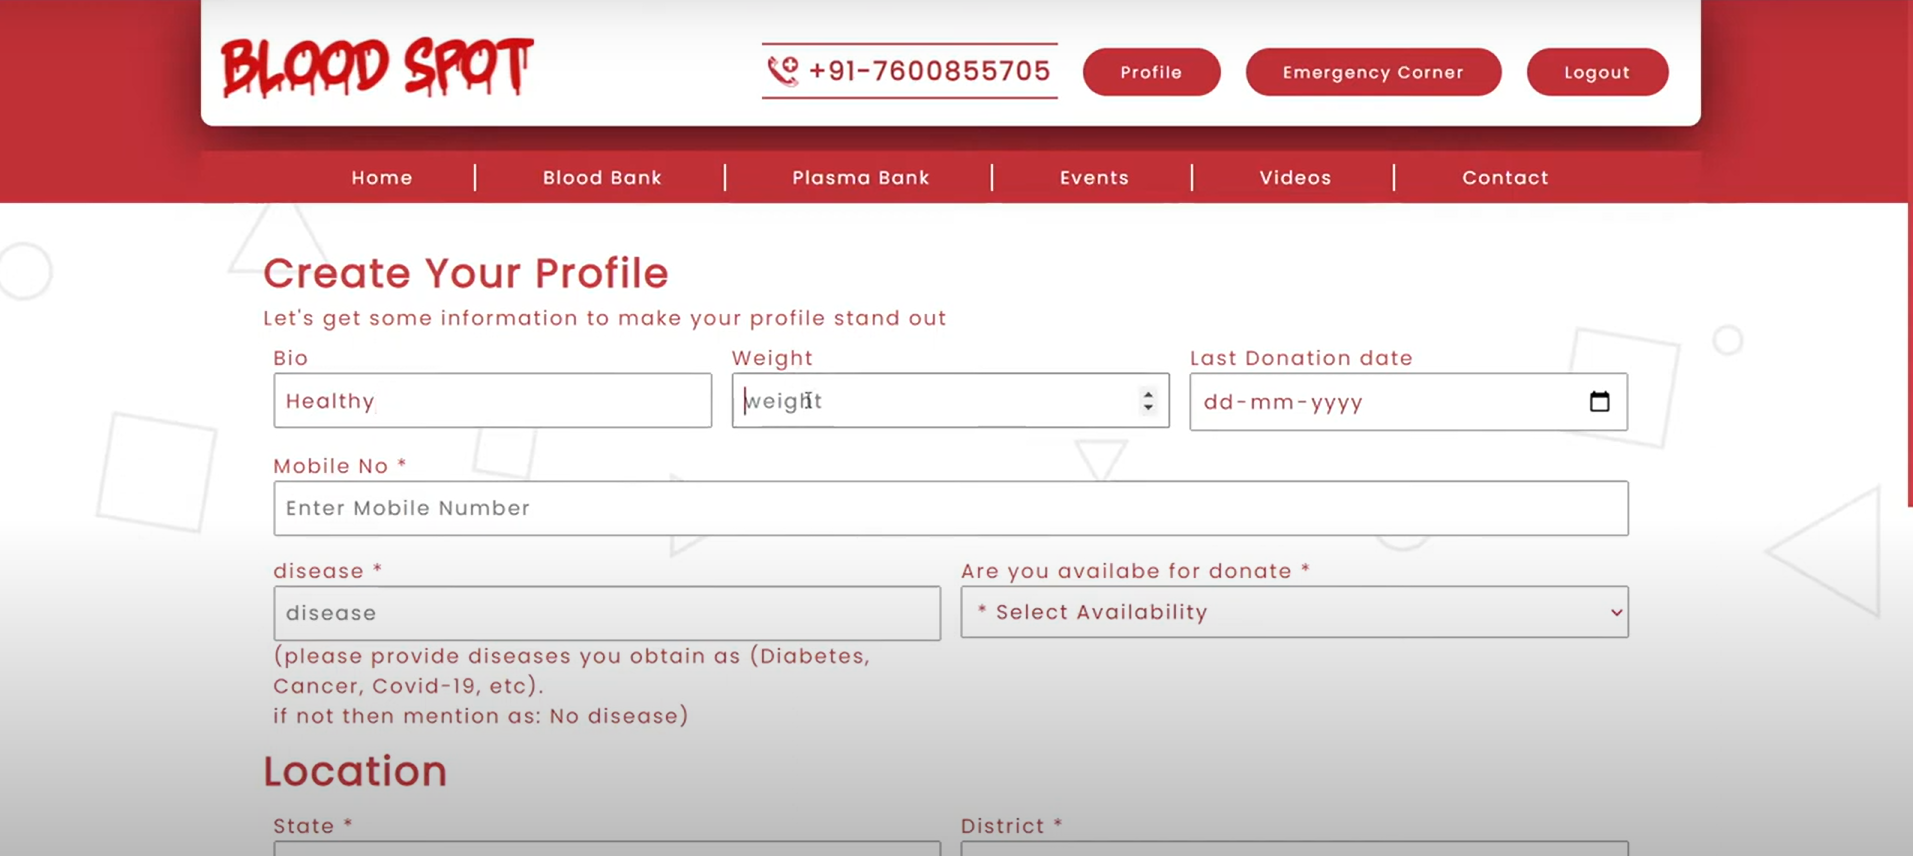 BLOOD SPOT
+91-7600855705
Profile
Emergency Corner
Logout
Home
Blood Bank
Plasma Bank
Events
Videos
Contact
Create Your Profile
Let's get some information to make your profile stand out
Bio
Weight
Last Donation date
Healthy
weight
dd-mm-yyyy
Mobile No *
Enter Mobile Number
disease *
Are you availabe for donate *
disease
* Select Availability
(please provide diseases you obtain as (Diabetes,
Cancer, Covid-19, etc).
if not then mention as: No disease)
Location
State *
District *